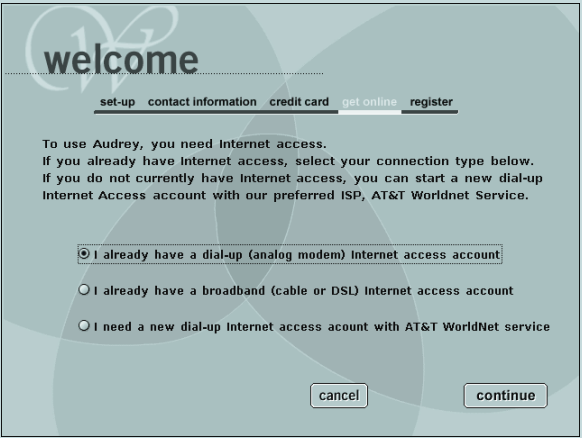 welcome
set-up contact information credit card get online register
To use Audrey, you need Internet access.
If you already have Internet access, select your connection type below.
If you do not currently have Internet access, you can start a new dial-up
Internet Access account with our preferred ISP, AT&T Worldnet Service.
I already have a dial-up (analog modem) Internet access account
I already have a broadband (cable or DSL) Internet access account
I need a new dial-up Internet access acount with AT&T WorldNet service
cancel continue